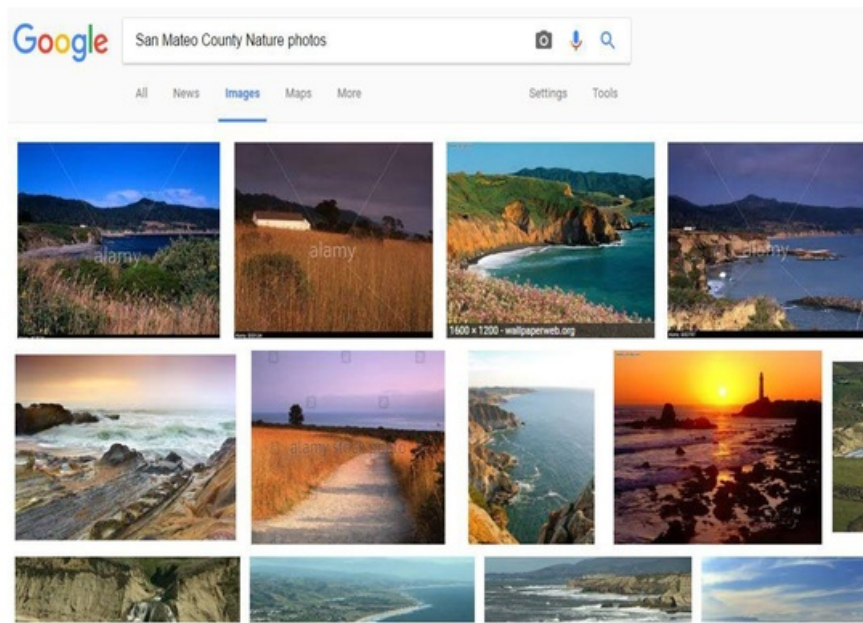 Google San Mateo County Nature photos
All News Images Maps More Settings Tools
alamy alamy alamy
1600 × 1200 - wallpaperweb.org
alamy